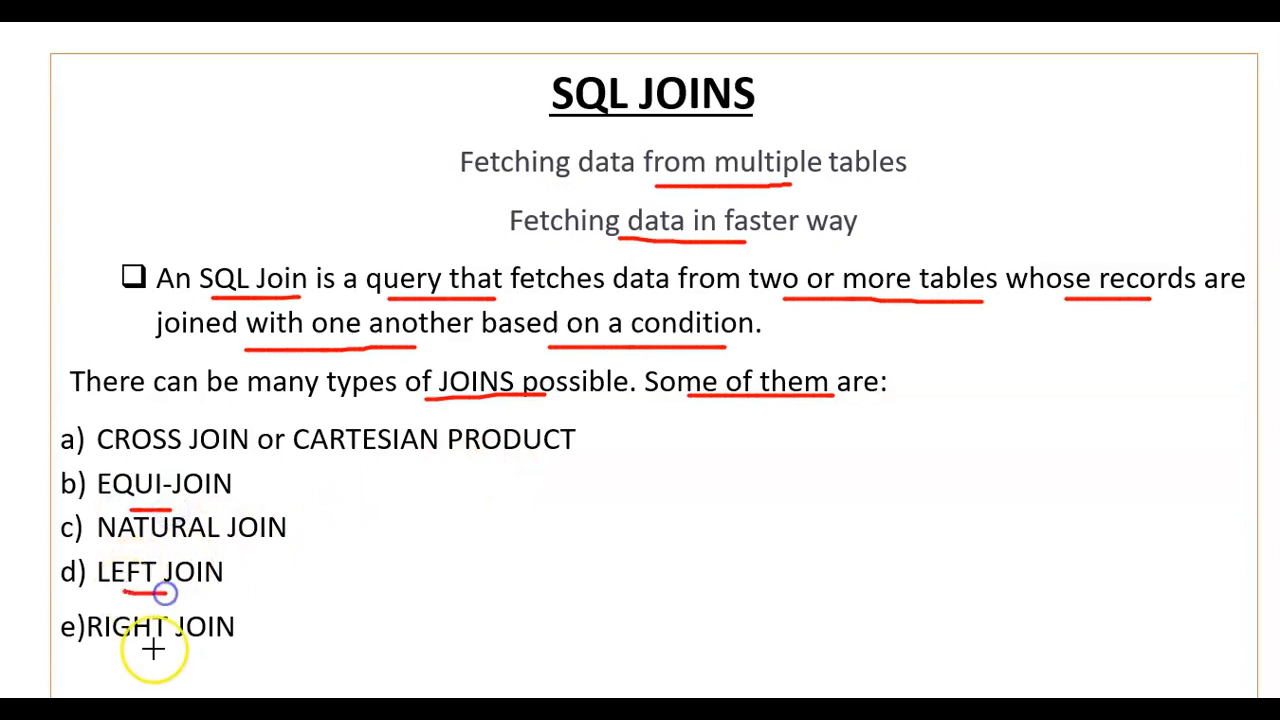 SQL JOINS
Fetching data from multiple tables
Fetching data in faster way
❑ An SQL Join is a query that fetches data from two or more tables whose records are
joined with one another based on a condition.
There can be many types of JOINS possible. Some of them are:
a) CROSS JOIN or CARTESIAN PRODUCT
b) EQUI-JOIN
c) NATURAL JOIN
d) LEFT JOIN
e)RIGHT JOIN